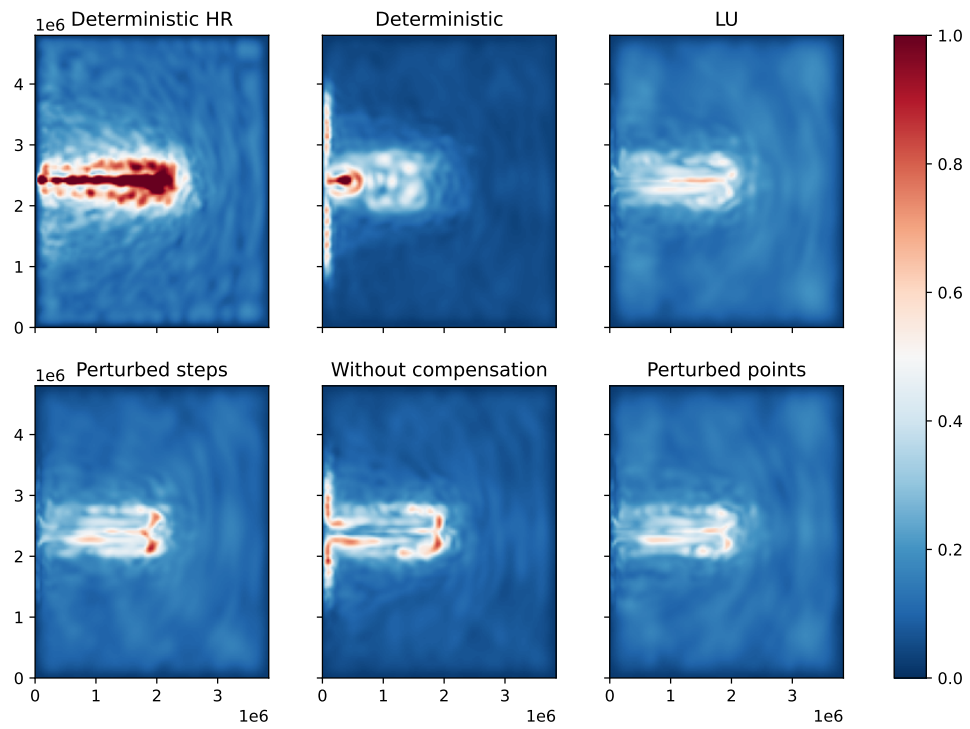 1e6 Deterministic HR
Deterministic
LU
4
3
2
1
0
1.0
0.8
0.6
0.4
0.2
0.0
1e6 Perturbed steps
Without compensation
Perturbed points
4
3
2
1
0
0 1 2 3
1e6
0 1 2 3
1e6
0 1 2 3
1e6